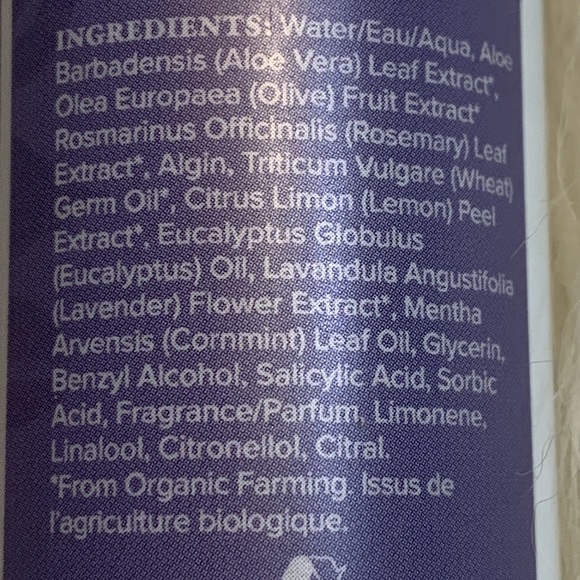 INGREDIENTS: Water/Eau/Aqua, Aloe
Barbadensis (Aloe Vera) Leaf Extract*,
Olea Europaea (Olive) Fruit Extract*
Rosmarinus Officinalis (Rosemary) Leaf
Extract*, Algin, Triticum Vulgare (Wheat)
Germ Oil*, Citrus Limon (Lemon) Peel
Extract*, Eucalyptus Globulus
(Eucalyptus) Oil, Lavandula Angustifolia
(Lavender) Flower Extract*, Mentha
Arvensis (Cornmint) Leaf Oil, Glycerin,
Benzyl Alcohol, Salicylic Acid, Sorbic
Acid, Fragrance/Parfum, Limonene,
Linalool, Citronellol, Citral.
*From Organic Farming. Issus de
l'agriculture biologique.